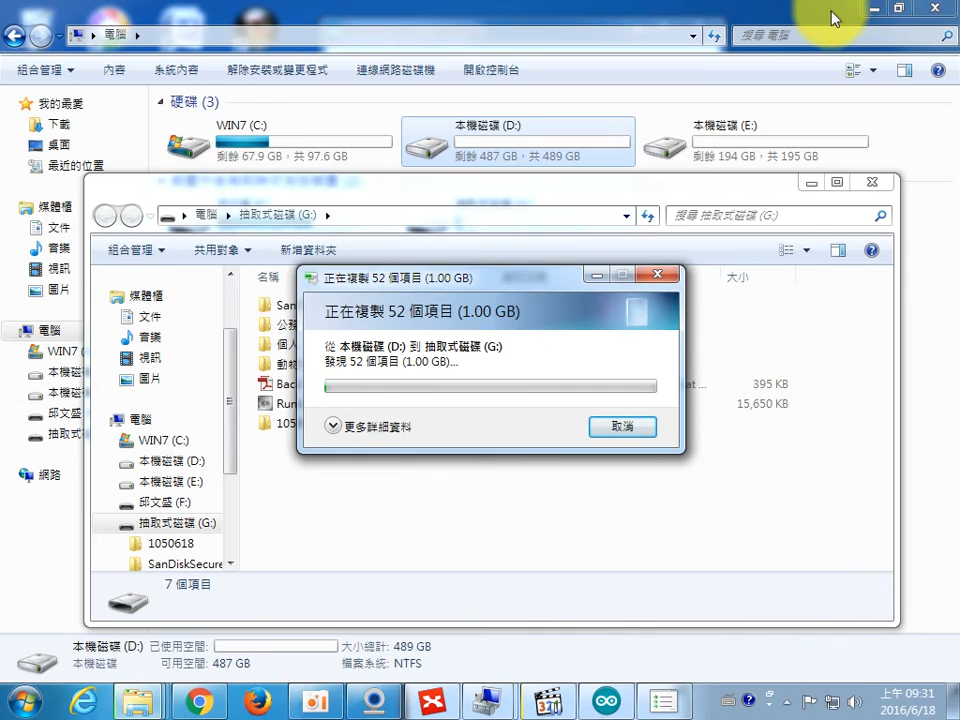 電腦
搜尋 電腦
組合管理 內容 系統內容 解除安裝或變更程式 連線網路磁碟機 開啟控制台
我的最愛
下載
桌面
最近的位置
媒體櫃
文件
音樂
視訊
圖片
電腦
WIN7 (
本機磁
本機磁
邱文盛
抽取式
網路
硬碟 (3)
WIN7 (C:)
剩餘 67.9 GB,共 97.6 GB
本機磁碟 (D:)
剩餘 487 GB,共 489 GB
本機磁碟 (E:)
剩餘 194 GB,共 195 GB
電腦 抽取式磁碟 (G:)
搜尋 抽取式磁碟 (G:)
組合管理 共用對象 新增資料夾
媒體櫃
文件
音樂
視訊
圖片
電腦
WIN7 (C:)
本機磁碟 (D:)
本機磁碟 (E:)
邱文盛 (F:)
抽取式磁碟 (G:)
1050618
SanDiskSecure
名稱 大小
San
公務
個人
動物
Bac at ... 395 KB
Run 15,650 KB
105
正在複製 52 個項目 (1.00 GB)
正在複製 52 個項目 (1.00 GB)
從 本機磁碟 (D:) 到 抽取式磁碟 (G:)
發現 52 個項目 (1.00 GB)...
更多詳細資料 取消
7 個項目
本機磁碟 (D:) 已使用空間: 大小總計: 489 GB
本機磁碟 可用空間: 487 GB 檔案系統: NTFS
321
上午 09:31
2016/6/18